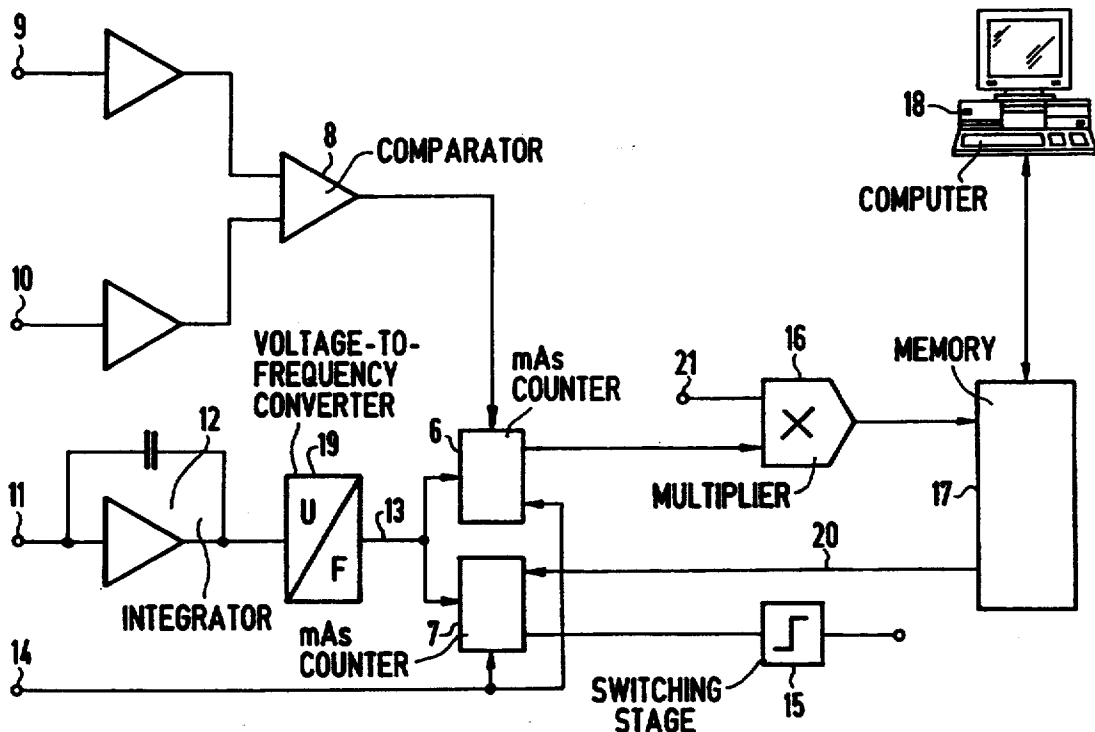 9
18
COMPUTER
8
COMPARATOR
10
VOLTAGE-TO-
FREQUENCY
CONVERTER
19
U
F
12
11
INTEGRATOR
13
6
mAs
COUNTER
21
16
×
MULTIPLIER
MEMORY
17
20
7
mAs
COUNTER
14
SWITCHING
STAGE
15